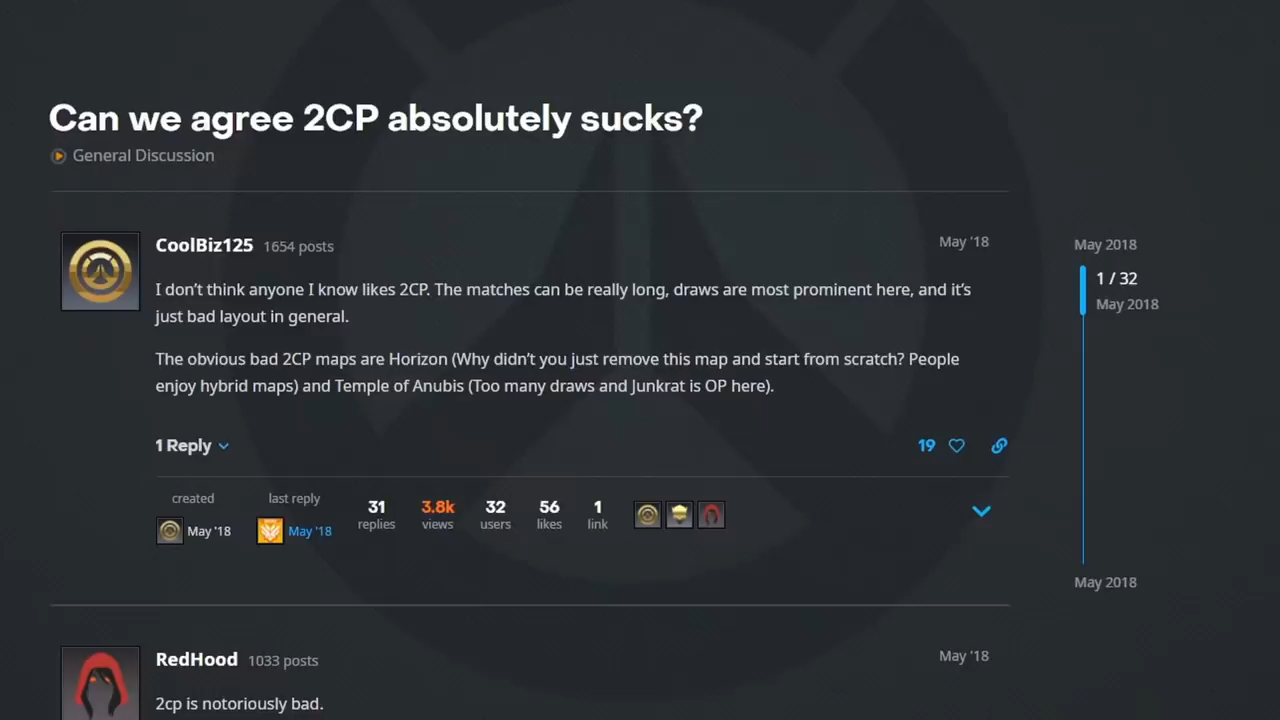 Can we agree 2CP absolutely sucks?
General Discussion
CoolBiz125 1654 posts
May '18
I don’t think anyone I know likes 2CP. The matches can be really long, draws are most prominent here, and it’s
just bad layout in general.
The obvious bad 2CP maps are Horizon (Why didn’t you just remove this map and start from scratch? People
enjoy hybrid maps) and Temple of Anubis (Too many draws and Junkrat is OP here).
1 Reply
19
created
last reply
31
3.8k
32
56
1
May '18
May '18
replies
views
users
likes
link
May 2018
1 / 32
May 2018
May 2018
RedHood 1033 posts
May '18
2cp is notoriously bad.